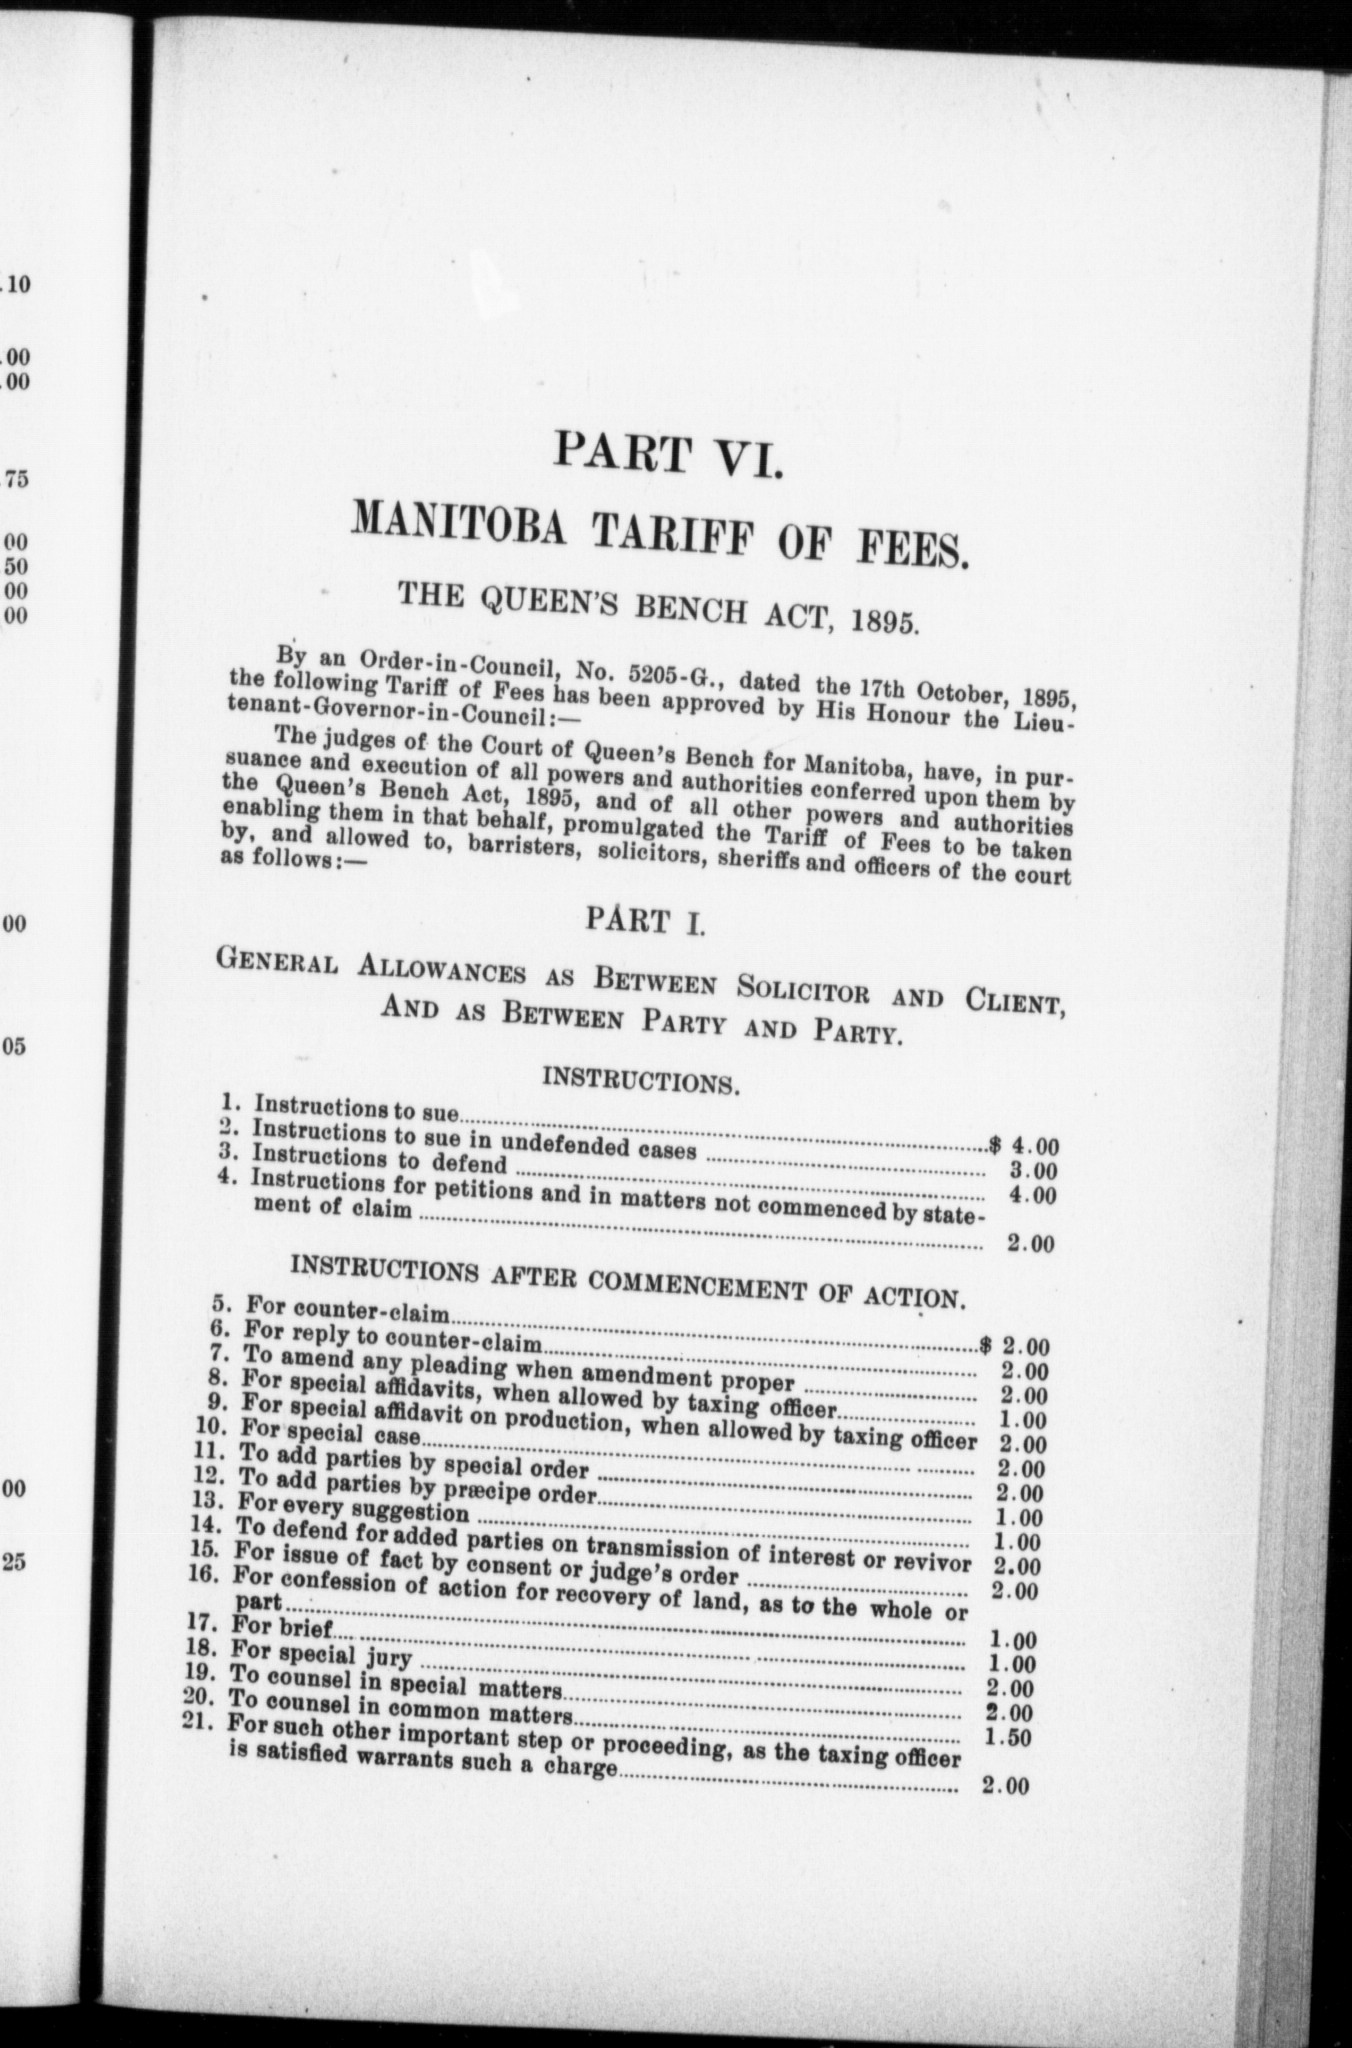 .10
.00
.00
.75
00
50
00
00
00
05
00
25
PART VI.
MANITOBA TARIFF OF FEES.
THE QUEEN'S BENCH ACT, 1895.
By an Order-in-Council, No. 5205-G., dated the 17th October, 1895,
the following Tariff of Fees has been approved by His Honour the Lieu-
tenant-Governor-in-Council:—
The judges of the Court of Queen's Bench for Manitoba, have, in pur-
suance and execution of all powers and authorities conferred upon them by
the Queen's Bench Act, 1895, and of all other powers and authorities
enabling them in that behalf, promulgated the Tariff of Fees to be taken
by, and allowed to, barristers, solicitors, sheriffs and officers of the court
as follows:—
PART I.
GENERAL ALLOWANCES AS BETWEEN SOLICITOR AND CLIENT,
AND AS BETWEEN PARTY AND PARTY.
INSTRUCTIONS.
1. Instructions to sue........ $ 4.00
2. Instructions to sue in undefended cases ........ 3.00
3. Instructions to defend ........ 4.00
4. Instructions for petitions and in matters not commenced by state-
ment of claim ........ 2.00
INSTRUCTIONS AFTER COMMENCEMENT OF ACTION.
5. For counter-claim........ $ 2.00
6. For reply to counter-claim........ 2.00
7. To amend any pleading when amendment proper ........ 2.00
8. For special affidavits, when allowed by taxing officer........ 1.00
9. For special affidavit on production, when allowed by taxing officer 2.00
10. For special case........ 2.00
11. To add parties by special order ........ 2.00
12. To add parties by præcipe order........ 1.00
13. For every suggestion ........ 1.00
14. To defend for added parties on transmission of interest or revivor 2.00
15. For issue of fact by consent or judge's order ........ 2.00
16. For confession of action for recovery of land, as to the whole or
part........ 1.00
17. For brief........ 1.00
18. For special jury ........ 2.00
19. To counsel in special matters........ 2.00
20. To counsel in common matters........ 1.50
21. For such other important step or proceeding, as the taxing officer
is satisfied warrants such a charge........ 2.00